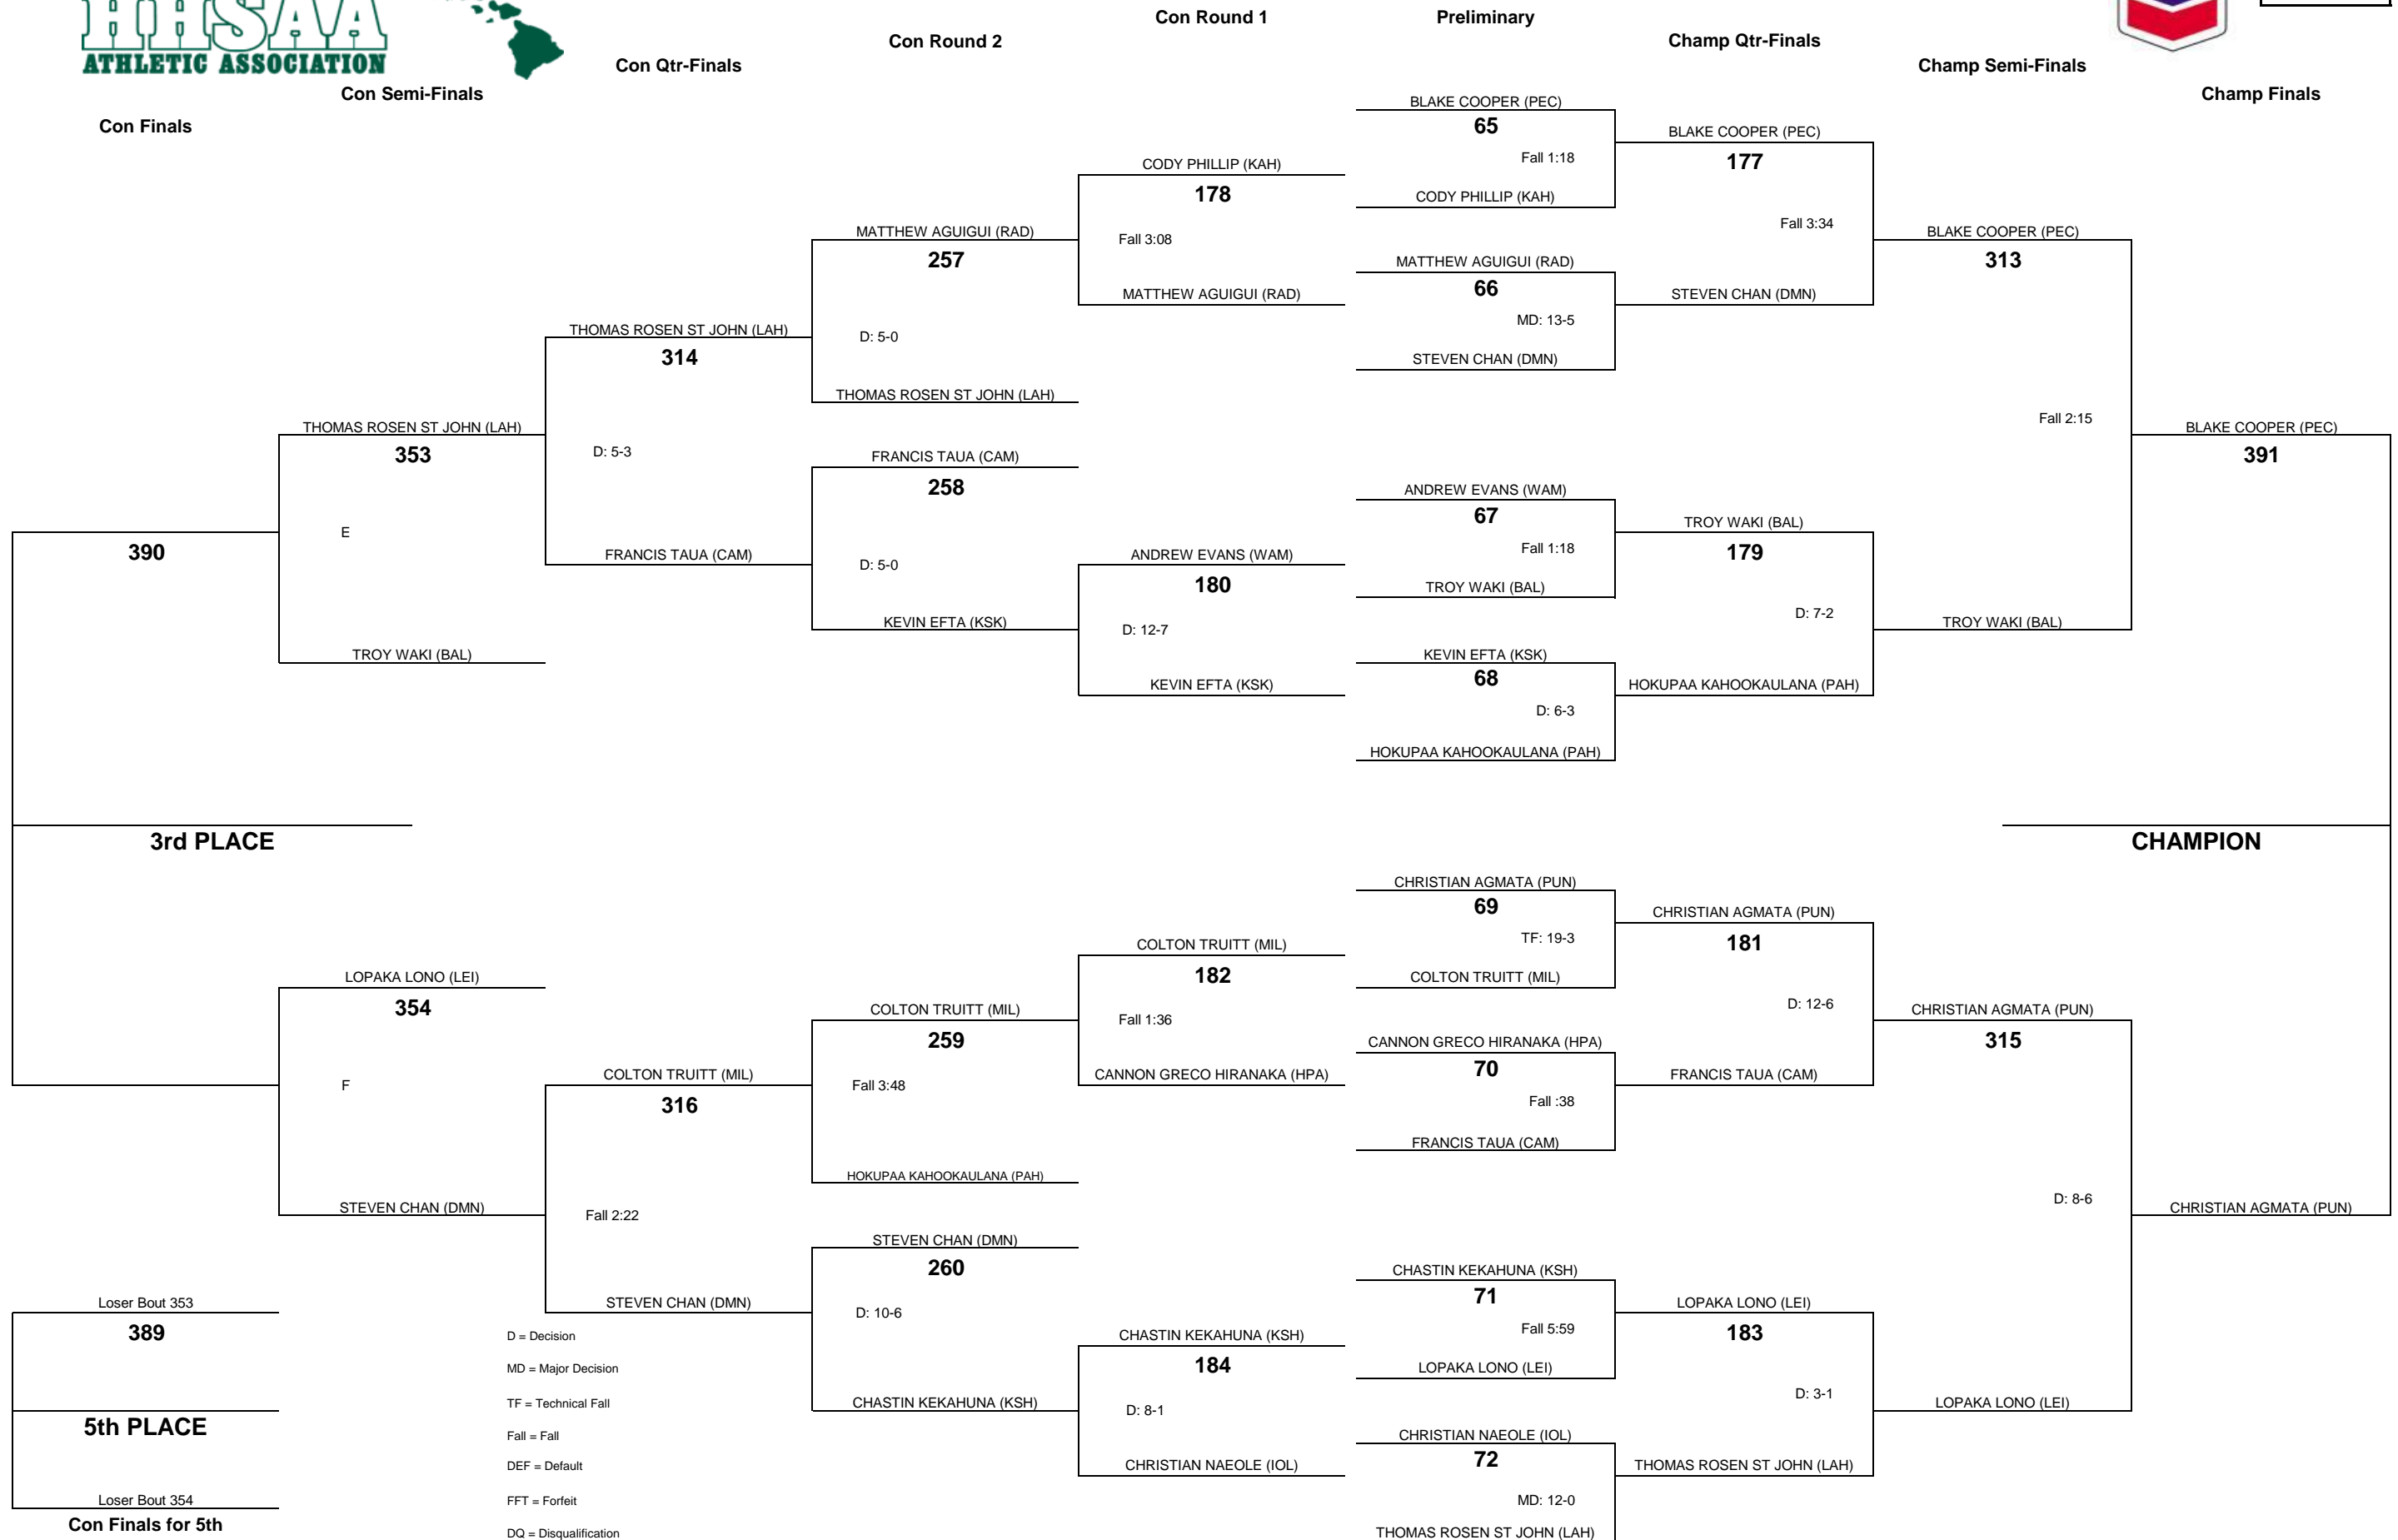 HHSAA
ATHLETIC ASSOCIATION
Con Finals
Con Semi-Finals
Con Qtr-Finals
Con Round 2
Con Round 1
Preliminary
Champ Qtr-Finals
Champ Semi-Finals
Champ Finals
BLAKE COOPER (PEC)
65
Fall 1:18
CODY PHILLIP (KAH)
MATTHEW AGUIGUI (RAD)
66
MD: 13-5
STEVEN CHAN (DMN)
ANDREW EVANS (WAM)
67
Fall 1:18
TROY WAKI (BAL)
KEVIN EFTA (KSK)
68
D: 6-3
HOKUPAA KAHOOKAULANA (PAH)
CHRISTIAN AGMATA (PUN)
69
TF: 19-3
COLTON TRUITT (MIL)
CANNON GRECO HIRANAKA (HPA)
70
Fall :38
FRANCIS TAUA (CAM)
CHASTIN KEKAHUNA (KSH)
71
Fall 5:59
LOPAKA LONO (LEI)
CHRISTIAN NAEOLE (IOL)
72
MD: 12-0
THOMAS ROSEN ST JOHN (LAH)
BLAKE COOPER (PEC)
177
Fall 3:34
STEVEN CHAN (DMN)
TROY WAKI (BAL)
179
D: 7-2
HOKUPAA KAHOOKAULANA (PAH)
CHRISTIAN AGMATA (PUN)
181
D: 12-6
FRANCIS TAUA (CAM)
LOPAKA LONO (LEI)
183
D: 3-1
THOMAS ROSEN ST JOHN (LAH)
BLAKE COOPER (PEC)
313
Fall 2:15
TROY WAKI (BAL)
CHRISTIAN AGMATA (PUN)
315
D: 8-6
LOPAKA LONO (LEI)
BLAKE COOPER (PEC)
391
CHAMPION
CHRISTIAN AGMATA (PUN)
CODY PHILLIP (KAH)
178
Fall 3:08
MATTHEW AGUIGUI (RAD)
ANDREW EVANS (WAM)
180
D: 12-7
KEVIN EFTA (KSK)
COLTON TRUITT (MIL)
182
Fall 1:36
CANNON GRECO HIRANAKA (HPA)
CHASTIN KEKAHUNA (KSH)
184
D: 8-1
CHRISTIAN NAEOLE (IOL)
MATTHEW AGUIGUI (RAD)
257
D: 5-0
THOMAS ROSEN ST JOHN (LAH)
FRANCIS TAUA (CAM)
258
D: 5-0
KEVIN EFTA (KSK)
COLTON TRUITT (MIL)
259
Fall 3:48
HOKUPAA KAHOOKAULANA (PAH)
STEVEN CHAN (DMN)
260
D: 10-6
CHASTIN KEKAHUNA (KSH)
THOMAS ROSEN ST JOHN (LAH)
314
D: 5-3
FRANCIS TAUA (CAM)
COLTON TRUITT (MIL)
316
Fall 2:22
STEVEN CHAN (DMN)
THOMAS ROSEN ST JOHN (LAH)
353
E
TROY WAKI (BAL)
LOPAKA LONO (LEI)
354
F
STEVEN CHAN (DMN)
390
3rd PLACE
Loser Bout 353
389
5th PLACE
Loser Bout 354
Con Finals for 5th
D = Decision
MD = Major Decision
TF = Technical Fall
Fall = Fall
DEF = Default
FFT = Forfeit
DQ = Disqualification